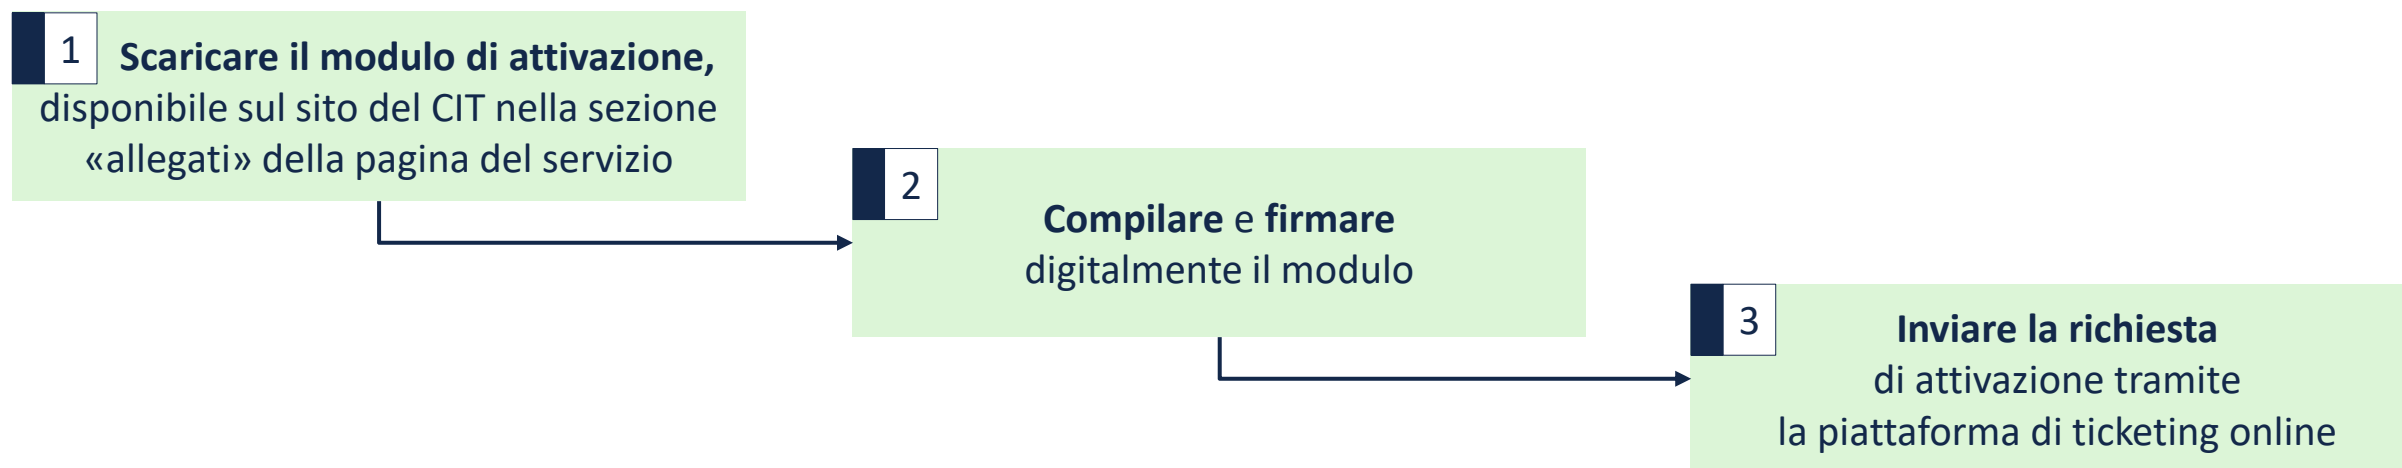 1
Scaricare il modulo di attivazione,
disponibile sul sito del CIT nella sezione
«allegati» della pagina del servizio
2
Compilare e firmare
digitalmente il modulo
3
Inviare la richiesta
di attivazione tramite
la piattaforma di ticketing online